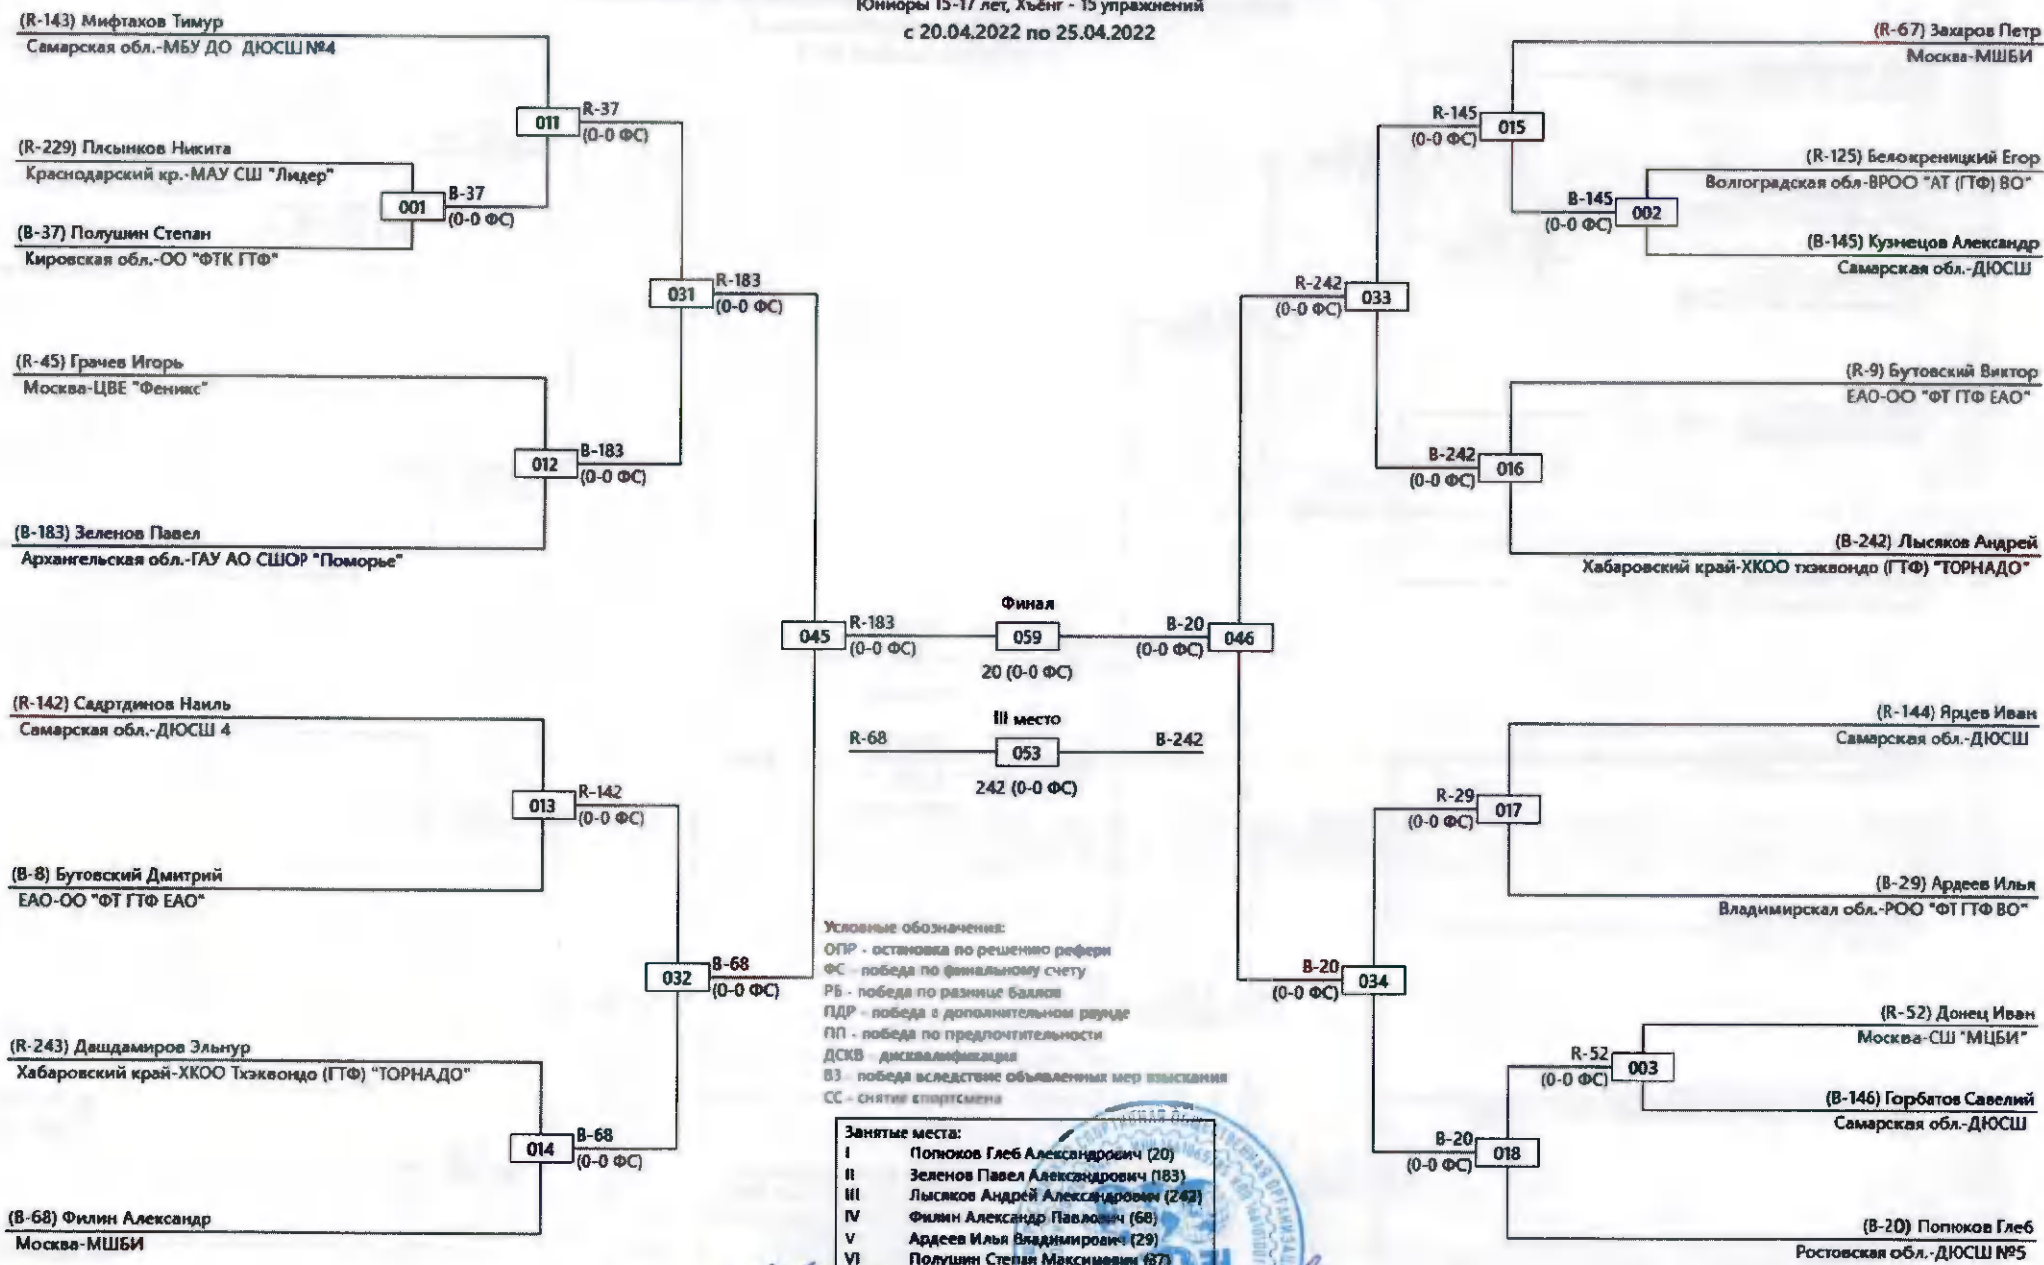 Юниоры 15-17 лет, Хъёнг - 15 упражнений
с 20.04.2022 по 25.04.2022
(R-143) Мифтахов Тимур
Самарская обл.-МБУ ДО ДЮСШ №4
011
R-37
(0-0 ФС)
(R-229) Плсынков Никита
Краснодарский кр.-МАУ СШ "Лидер"
001
B-37
(0-0 ФС)
(B-37) Полушин Степан
Кировская обл.-ОО "ФТК ГТФ"
031
R-183
(0-0 ФС)
(R-45) Грачев Игорь
Москва-ЦВЕ "Феникс"
012
B-183
(0-0 ФС)
(B-183) Зеленов Павел
Архангельская обл.-ГАУ АО СШОР "Поморье"
045
R-183
(0-0 ФС)
(R-142) Садртдинов Наиль
Самарская обл.-ДЮСШ 4
013
R-142
(0-0 ФС)
(B-8) Бутовский Дмитрий
ЕАО-ОО "ФТ ГТФ ЕАО"
032
B-68
(0-0 ФС)
(R-243) Дашдамиров Эльнур
Хабаровский край-ХКОО Тхэквондо (ГТФ) "ТОРНАДО"
014
B-68
(0-0 ФС)
(B-68) Филин Александр
Москва-МШБИ
Финал
059
20 (0-0 ФС)
III место
R-68
053
B-242
242 (0-0 ФС)
(R-67) Захаров Петр
Москва-МШБИ
R-145
(0-0 ФС)
015
(R-125) Белокреницкий Егор
Волгоградская обл-ВРОО "АТ (ГТФ) ВО"
B-145
(0-0 ФС)
002
(B-145) Кузнецов Александр
Самарская обл.-ДЮСШ
R-242
(0-0 ФС)
033
(R-9) Бутовский Виктор
ЕАО-ОО "ФТ ГТФ ЕАО"
B-242
(0-0 ФС)
016
(B-242) Лысяков Андрей
Хабаровский край-ХКОО тхэквондо (ГТФ) "ТОРНАДО"
B-20
(0-0 ФС)
046
(R-144) Ярцев Иван
Самарская обл.-ДЮСШ
R-29
(0-0 ФС)
017
(B-29) Ардеев Илья
Владимирская обл.-РОО "ФТ ГТФ ВО"
B-20
(0-0 ФС)
034
(R-52) Донец Иван
Москва-СШ "МЦБИ"
R-52
(0-0 ФС)
003
(B-146) Горбатов Савелий
Самарская обл.-ДЮСШ
B-20
(0-0 ФС)
018
(B-20) Попюков Глеб
Ростовская обл.-ДЮСШ №5
Условные обозначения:
ОПР - остановка по решению рефери
ФС - победа по финальному счету
РБ - победа по разнице баллов
ПДР - победа в дополнительном раунде
ПП - победа по предпочтительности
ДСКВ - дисквалификация
ВЗ - победа вследствие объявленных мер взыскания
СС - снятие спортсмена
Занятые места:
I Попюков Глеб Александрович (20)
II Зеленов Павел Александрович (183)
III Лысяков Андрей Александрович (242)
IV Филин Александр Павлович (68)
V Ардеев Илья Владимирович (29)
VI Полушин Степан Максимович (37)